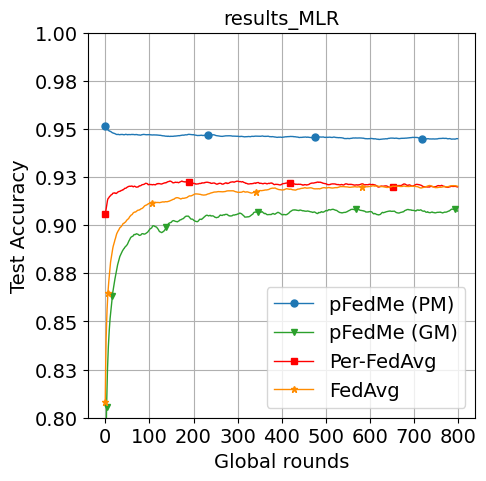 results_MLR
1.00
0.98
0.95
0.93
0.90
0.88
0.85
0.83
0.80
Test Accuracy
pFedMe (PM)
pFedMe (GM)
Per-FedAvg
FedAvg
0 100 200 300 400 500 600 700 800
Global rounds